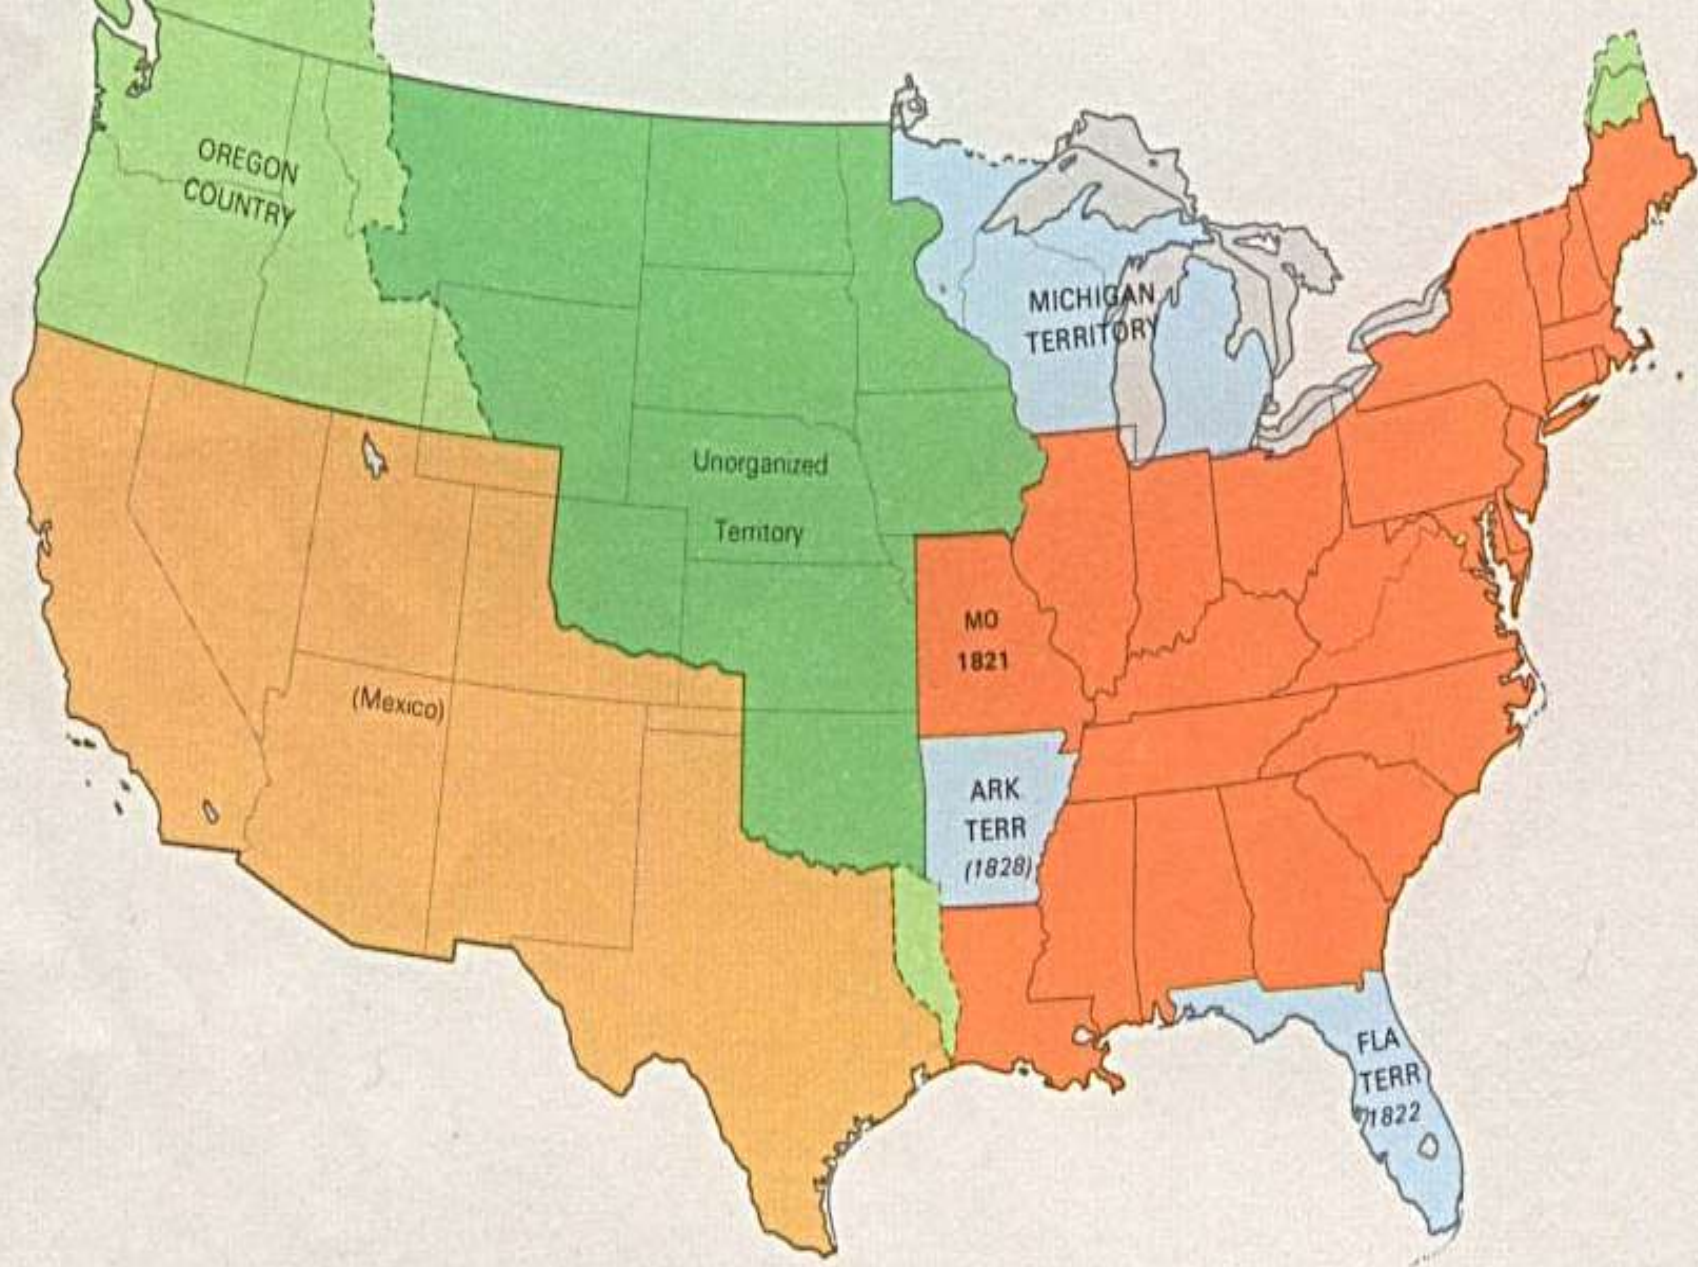 OREGON
COUNTRY
MICHIGAN
TERRITORY
Unorganized
Territory
MO
1821
(Mexico)
ARK
TERR
(1828)
FLA
TERR
1822